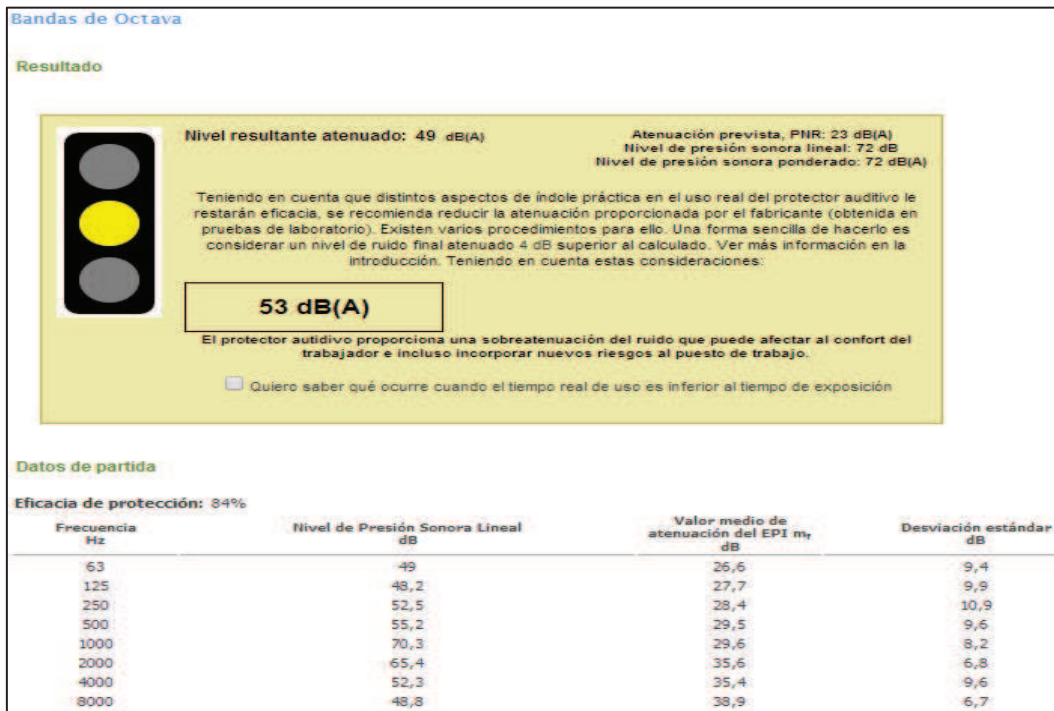 Bandas de Octava
Resultado
Nivel resultante atenuado: 49 dB(A)
Atenuación prevista, PNR: 23 dB(A)
Nivel de presión sonora lineal: 72 dB
Nivel de presión sonora ponderado: 72 dB(A)
Teniendo en cuenta que distintos aspectos de índole práctica en el uso real del protector auditivo le
restarán eficacia, se recomienda reducir la atenuación proporcionada por el fabricante (obtenida en
pruebas de laboratorio). Existen varios procedimientos para ello. Una forma sencilla de hacerlo es
considerar un nivel de ruido final atenuado 4 dB superior al calculado. Ver más información en la
introducción. Teniendo en cuenta estas consideraciones:
53 dB(A)
El protector autidivo proporciona una sobreatenuación del ruido que puede afectar al confort del
trabajador e incluso incorporar nuevos riesgos al puesto de trabajo.
Quiero saber qué ocurre cuando el tiempo real de uso es inferior al tiempo de exposición
Datos de partida
Eficacia de protección: 84%
Frecuencia Hz Nivel de Presión Sonora Lineal dB Valor medio de atenuación del EPI mf dB Desviación estándar dB
63 49 26,6 9,4
125 48,2 27,7 9,9
250 52,5 28,4 10,9
500 55,2 29,5 9,6
1000 70,3 29,6 8,2
2000 65,4 35,6 6,8
4000 52,3 35,4 9,6
8000 48,8 38,9 6,7